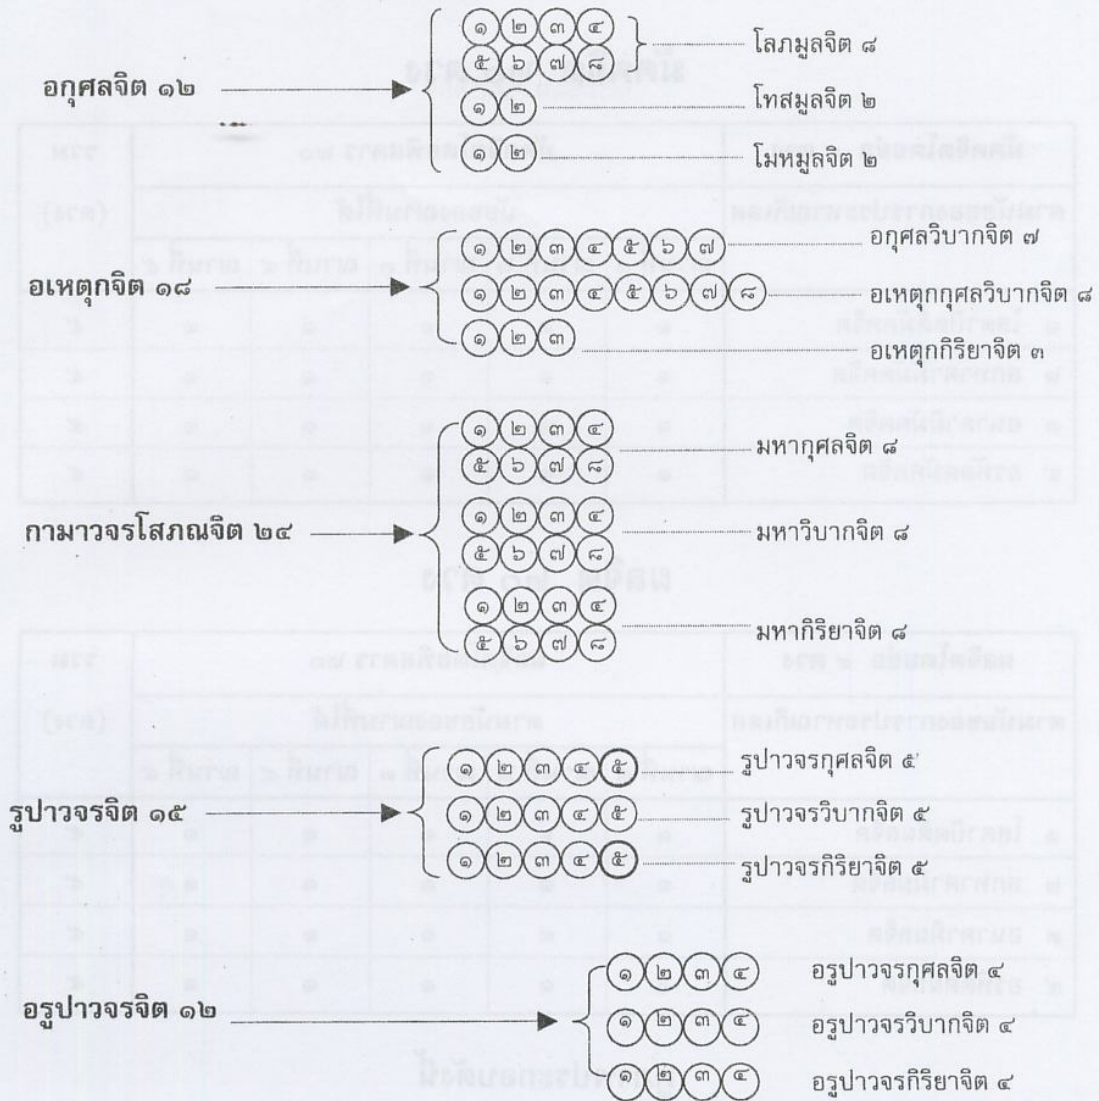 อกุศลจิต ๑๒
๑ ๒ ๓ ๔
๕ ๖ ๗ ๘
โลภมูลจิต ๘
๑ ๒
โทสมูลจิต ๒
๑ ๒
โมหมูลจิต ๒
อเหตุกจิต ๑๘
๑ ๒ ๓ ๔ ๕ ๖ ๗
อกุศลวิบากจิต ๗
๑ ๒ ๓ ๔ ๕ ๖ ๗ ๘
อเหตุกกุศลวิบากจิต ๘
๑ ๒ ๓
อเหตุกกิริยาจิต ๓
กามาวจรโสภณจิต ๒๔
๑ ๒ ๓ ๔
๕ ๖ ๗ ๘
มหากุศลจิต ๘
๑ ๒ ๓ ๔
๕ ๖ ๗ ๘
มหาวิบากจิต ๘
๑ ๒ ๓ ๔
๕ ๖ ๗ ๘
มหากิริยาจิต ๘
รูปาวจรจิต ๑๕
๑ ๒ ๓ ๔ ๕
รูปาวจรกุศลจิต ๕
๑ ๒ ๓ ๔ ๕
รูปาวจรวิบากจิต ๕
๑ ๒ ๓ ๔ ๕
รูปาวจรกิริยาจิต ๕
อรูปาวจรจิต ๑๒
๑ ๒ ๓ ๔
อรูปาวจรกุศลจิต ๔
๑ ๒ ๓ ๔
อรูปาวจรวิบากจิต ๔
๑ ๒ ๓ ๔
อรูปาวจรกิริยาจิต ๔